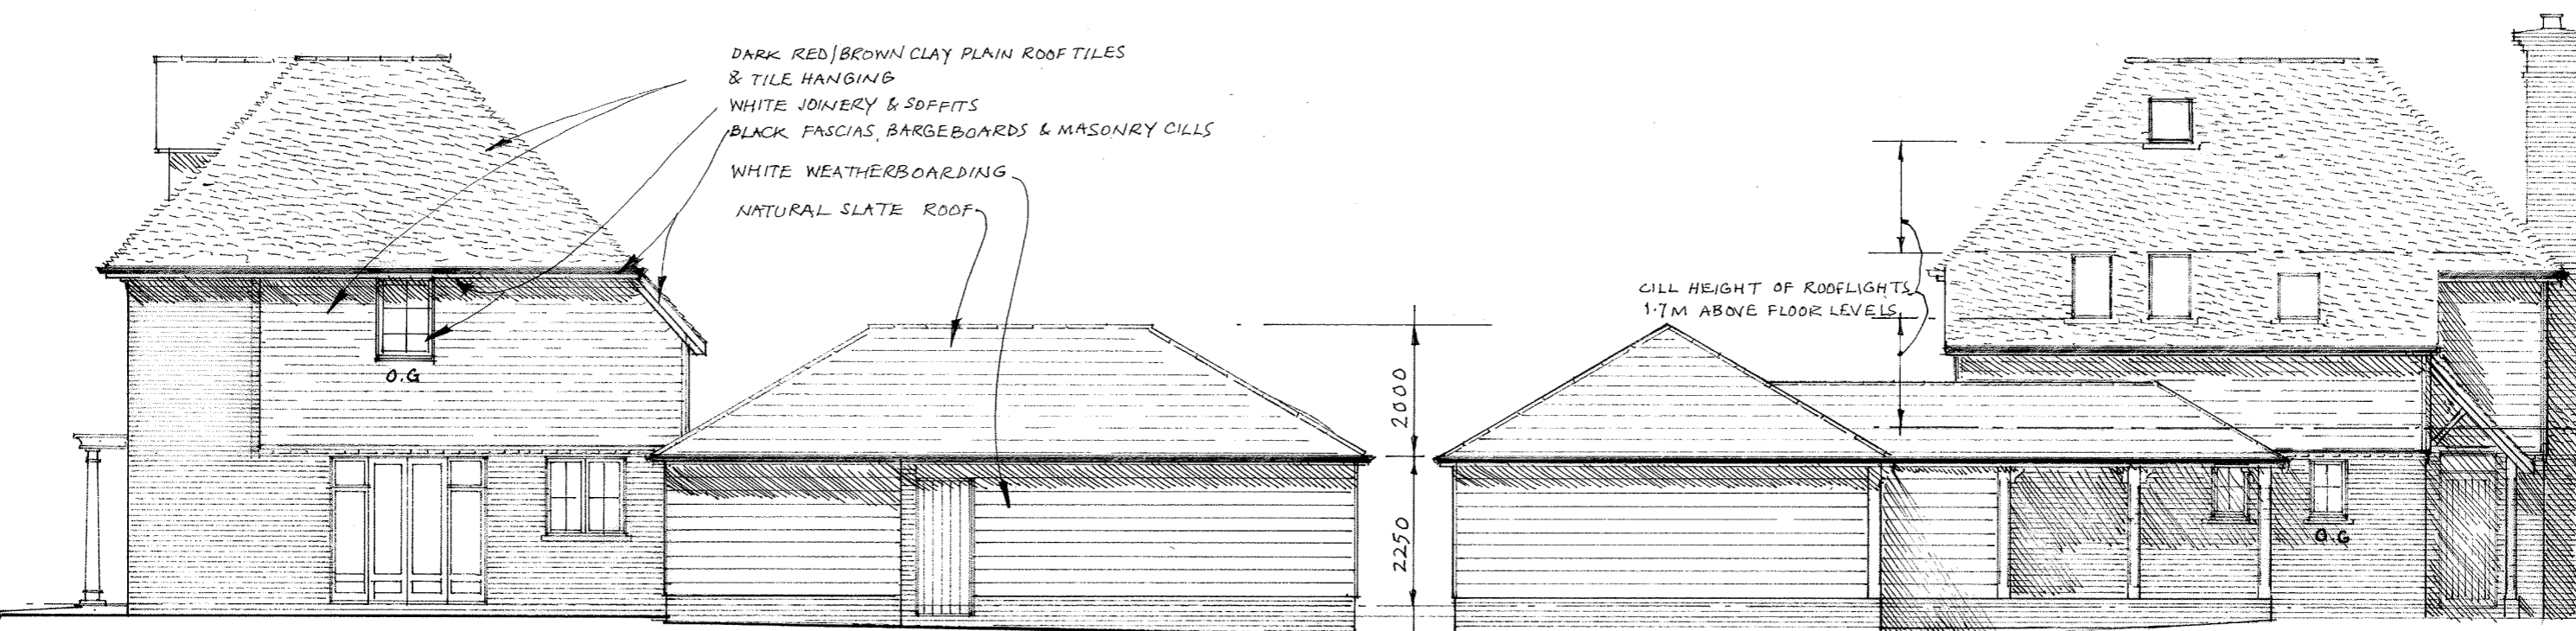 DARK RED/BROWN CLAY PLAIN ROOF TILES
& TILE HANGING
WHITE JOINERY & SOFFITS
BLACK FASCIAS, BARGEBOARDS & MASONRY CILLS
WHITE WEATHERBOARDING
NATURAL SLATE ROOF
O.G
2000
2250
CILL HEIGHT OF ROOFLIGHTS
1.7M ABOVE FLOOR LEVELS
O.G